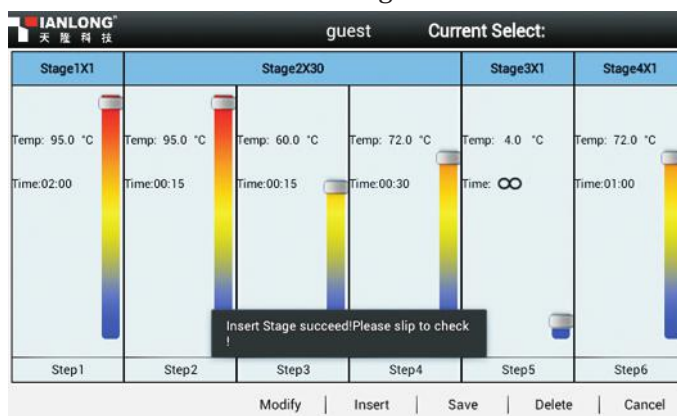 TIANLONG
天隆科技
guest
Current Select:
Stage1X1
Stage2X30
Stage3X1
Stage4X1
Temp: 95.0 °C
Temp: 95.0 °C
Temp: 60.0 °C
Temp: 72.0 °C
Temp: 4.0 °C
Temp: 72.0 °C
Time:02:00
Time:00:15
Time:00:15
Time:00:30
Time: ∞
Time:01:00
Insert Stage succeed!Please slip to check
!
Step1
Step2
Step3
Step4
Step5
Step6
Modify | Insert | Save | Delete | Cancel